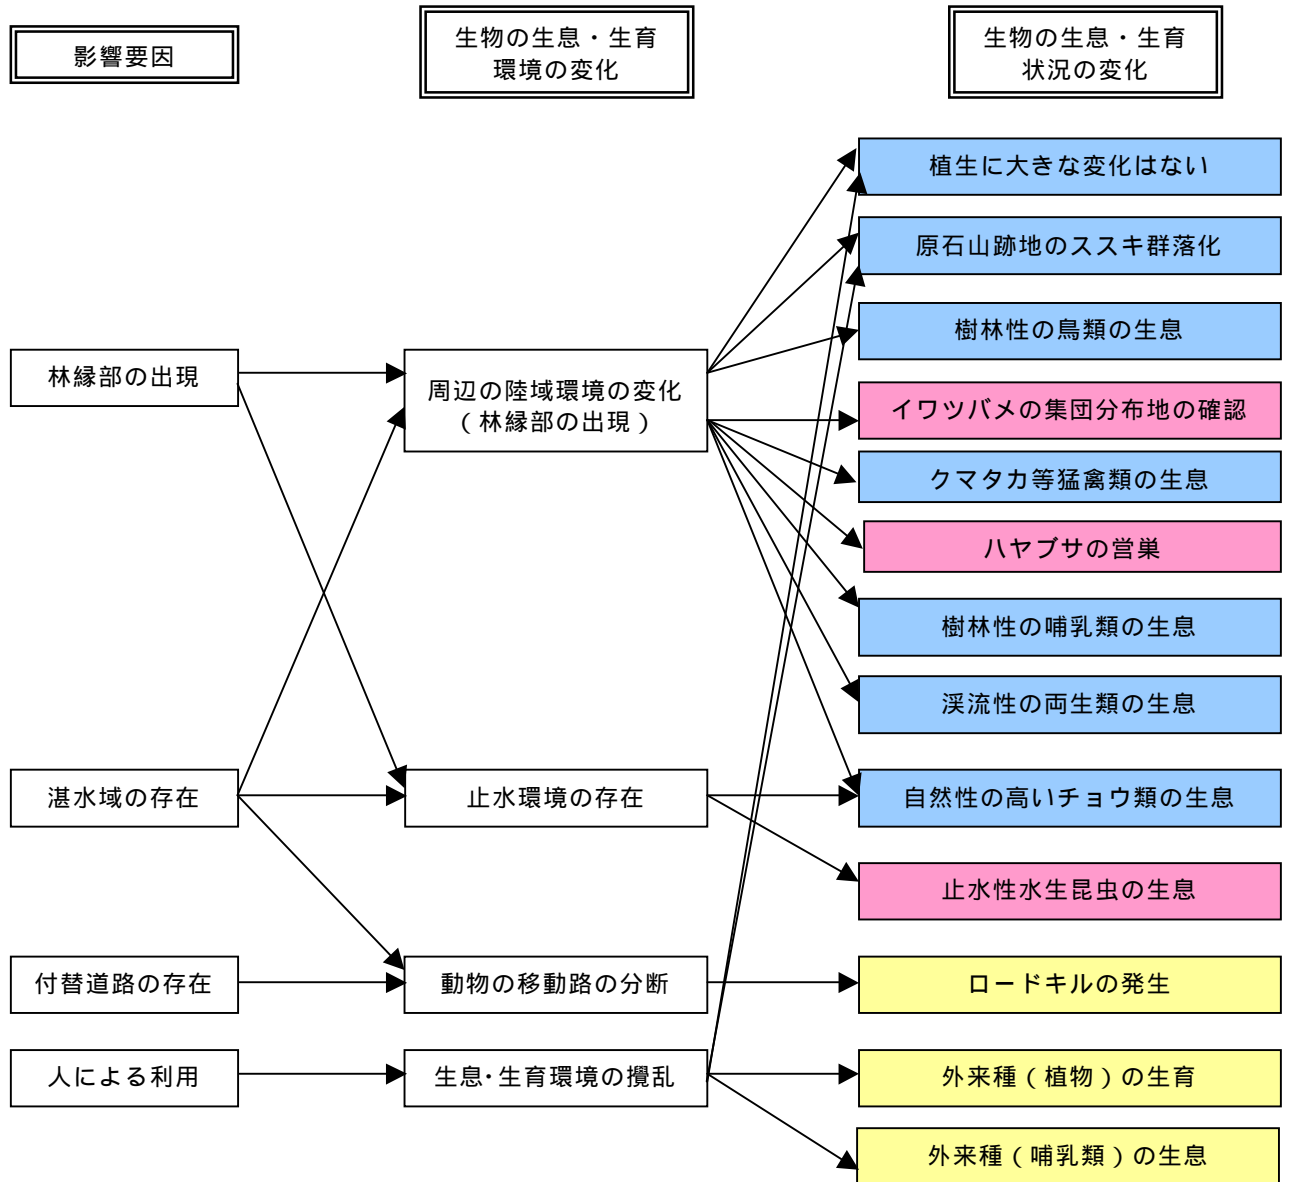 影響要因
生物の生息・生育
環境の変化
生物の生息・生育
状況の変化
植生に大きな変化はない
原石山跡地のススキ群落化
樹林性の鳥類の生息
林縁部の出現
周辺の陸域環境の変化
(林縁部の出現)
イワツバメの集団分布地の確認
クマタカ等猛禽類の生息
ハヤブサの営巣
樹林性の哺乳類の生息
渓流性の両生類の生息
湛水域の存在
止水環境の存在
自然性の高いチョウ類の生息
止水性水生昆虫の生息
付替道路の存在
動物の移動路の分断
ロードキルの発生
人による利用
生息・生育環境の攪乱
外来種(植物)の生育
外来種(哺乳類)の生息